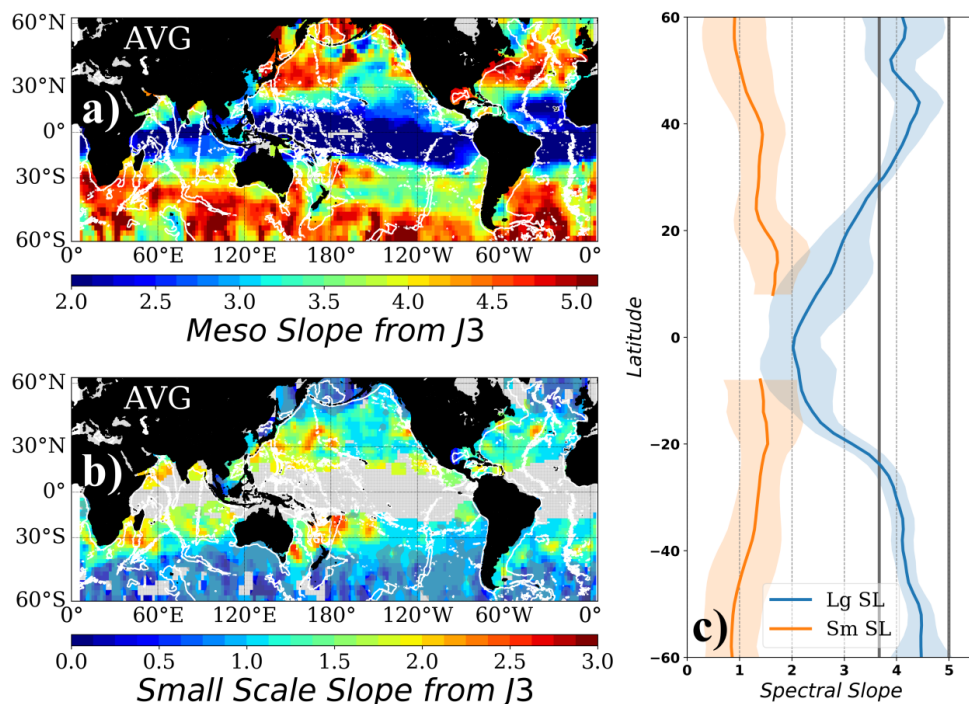 AVG
a)
60°N
30°N
0°
30°S
60°S
60°E 120°E 180° 120°W 60°W 0°
2.0 2.5 3.0 3.5 4.0 4.5 5.0
Meso Slope from J3
AVG
b)
60°N
30°N
0°
30°S
60°S
60°E 120°E 180° 120°W 60°W 0°
0.0 0.5 1.0 1.5 2.0 2.5 3.0
Small Scale Slope from J3
60
40
20
0
−20
−40
−60
Latitude
Lg SL
Sm SL
c)
0 1 2 3 4 5
Spectral Slope